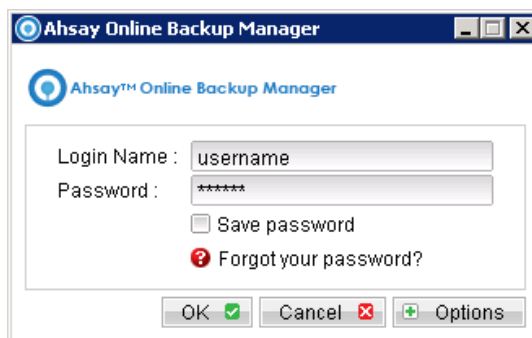 Ahsay Online Backup Manager
Ahsay™ Online Backup Manager
Login Name : username
Password : ******
Save password
Forgot your password?
OK Cancel Options